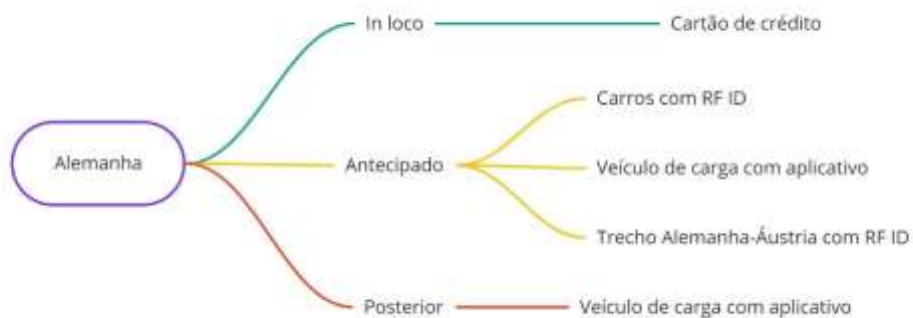 Alemanha
In loco
Cartão de crédito
Antecipado
Carros com RF ID
Veículo de carga com aplicativo
Trecho Alemanha-Áustria com RF ID
Posterior
Veículo de carga com aplicativo